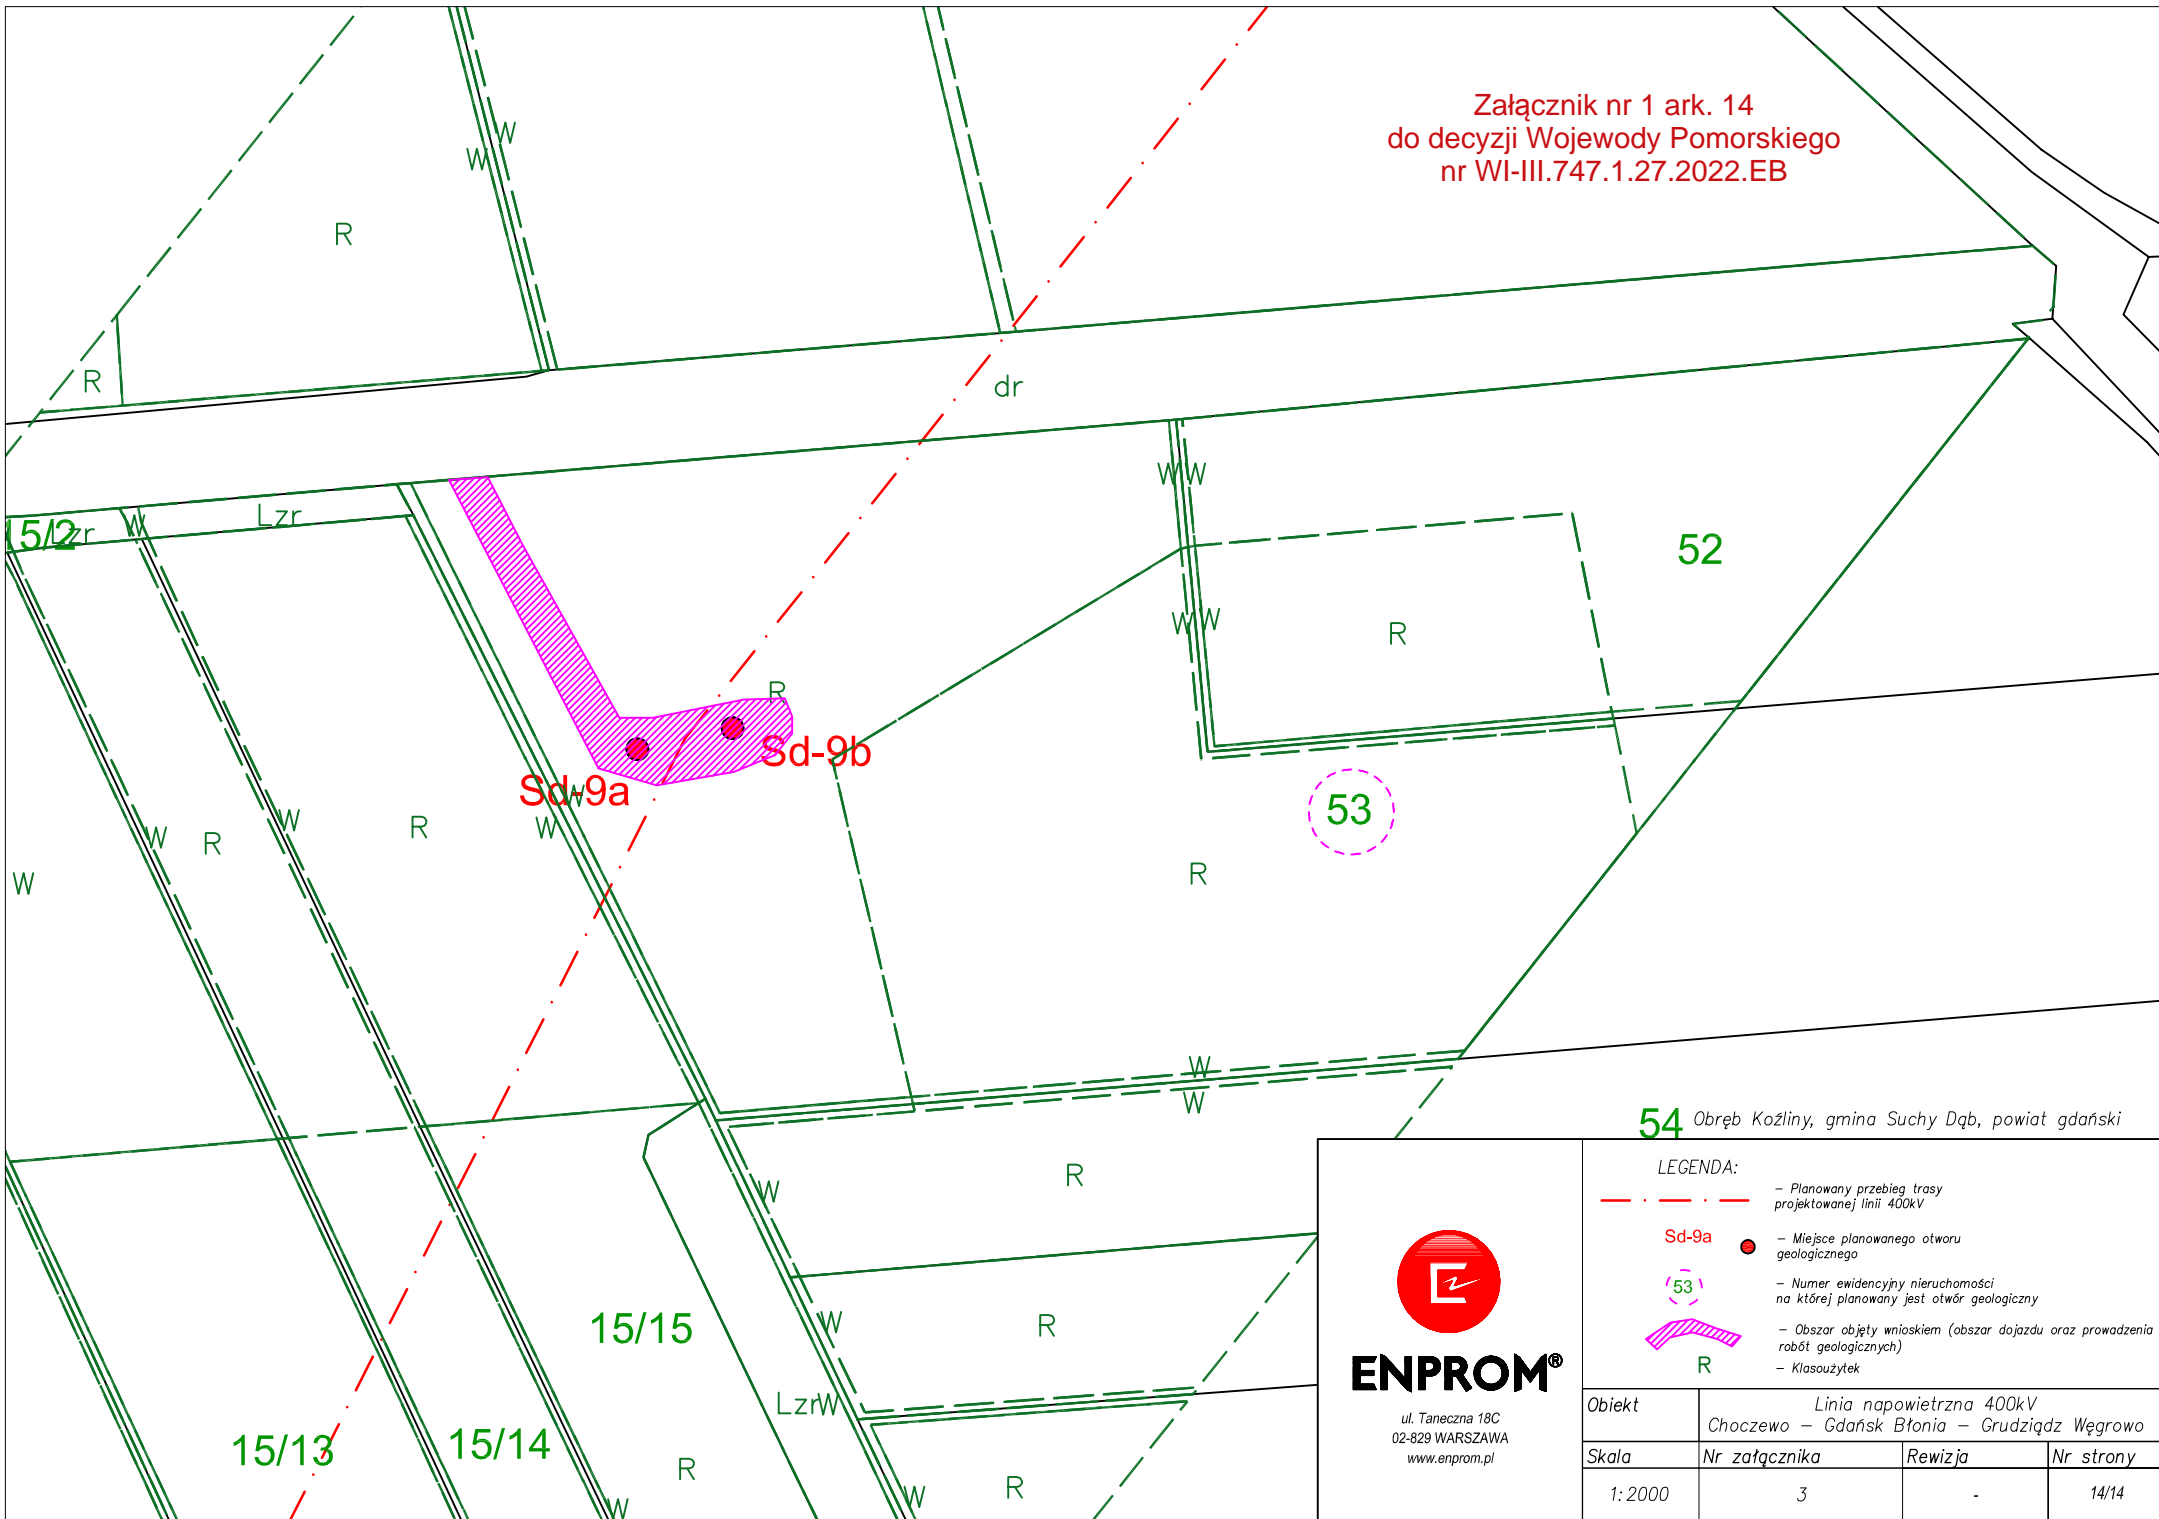 Załącznik nr 1 ark. 14
do decyzji Wojewody Pomorskiego
nr WI-III.747.1.27.2022.EB
W
W
R
R
dr
Lzr
15/2
Lzr
W
W W
52
W W
R
R
Sd-9b
Sd-9a
W
53
W
R
W
R
W
W
R
W
W
54
Obręb Koźliny, gmina Suchy Dąb, powiat gdański
R
W
15/15
W
R
Lzr
W
15/13
15/14
R
R
W
W
LEGENDA:
– Planowany przebieg trasy
projektowanej linii 400kV
Sd-9a
– Miejsce planowanego otworu
geologicznego
53
– Numer ewidencyjny nieruchomości
na której planowany jest otwór geologiczny
– Obszar objęty wnioskiem (obszar dojazdu oraz prowadzenia
robót geologicznych)
R
– Klasoużytek
ENPROM®
ul. Taneczna 18C
02-829 WARSZAWA
www.enprom.pl
Obiekt
Linia napowietrzna 400kV
Choczewo – Gdańsk Błonia – Grudziądz Węgrowo
Skala
Nr załącznika
Rewizja
Nr strony
1:2000
3
-
14/14